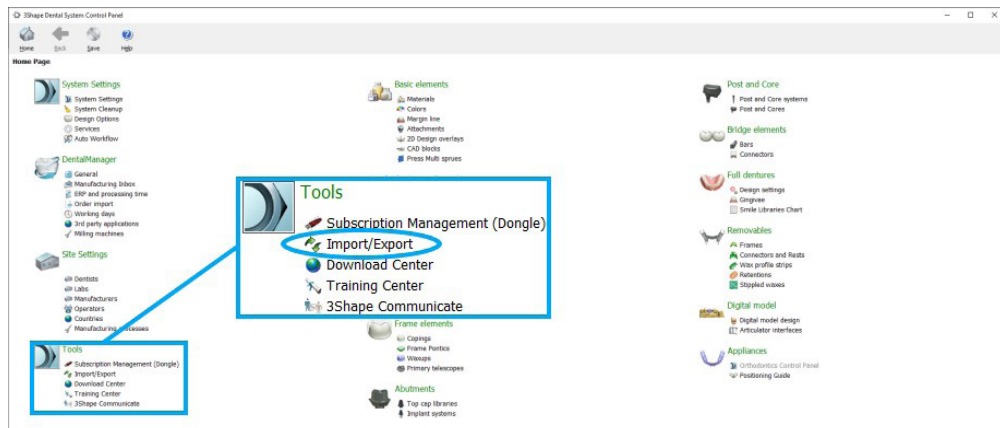 3Shape Dental System Control Panel
Home
Back
Save
Help
Home Page
System Settings
System Settings
System Cleanup
Design Options
Services
Auto Workflow
DentalManager
General
Manufacturing Inbox
ERP and processing time
Order import
Working days
3rd party applications
Milling machines
Site Settings
Dentists
Labs
Manufacturers
Operators
Countries
Manufacturing processes
Tools
Subscription Management (Dongle)
Import/Export
Download Center
Training Center
3Shape Communicate
Basic elements
Materials
Colors
Margin line
Attachments
2D Design overlays
CAD blocks
Press Multi sprues
Tools
Subscription Management (Dongle)
Import/Export
Download Center
Training Center
3Shape Communicate
Frame elements
Copings
Frame Pontics
Waxups
Primary telescopes
Abutments
Top cap libraries
Implant systems
Post and Core
Post and Core systems
Post and Cores
Bridge elements
Bars
Connectors
Full dentures
Design settings
Gingivae
Smile Libraries Chart
Removables
Frames
Connectors and Rests
Wax profile strips
Retentions
Stippled waxes
Digital model
Digital model design
Articulator interfaces
Appliances
Orthodontics Control Panel
Positioning Guide